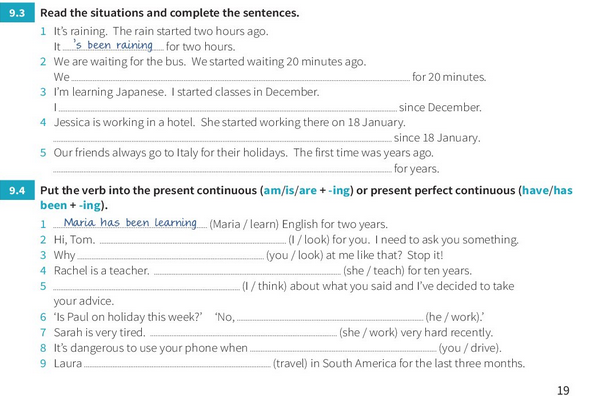 9.3 Read the situations and complete the sentences.
1 It's raining. The rain started two hours ago.
It 's been raining for two hours.
2 We are waiting for the bus. We started waiting 20 minutes ago.
We for 20 minutes.
3 I'm learning Japanese. I started classes in December.
I since December.
4 Jessica is working in a hotel. She started working there on 18 January.
since 18 January.
5 Our friends always go to Italy for their holidays. The first time was years ago.
for years.
9.4 Put the verb into the present continuous (am/is/are + -ing) or present perfect continuous (have/has
been + -ing).
1 Maria has been learning (Maria / learn) English for two years.
2 Hi, Tom. (I / look) for you. I need to ask you something.
3 Why (you / look) at me like that? Stop it!
4 Rachel is a teacher. (she / teach) for ten years.
5 (I / think) about what you said and I've decided to take
your advice.
6 'Is Paul on holiday this week?' 'No, (he / work).'
7 Sarah is very tired. (she / work) very hard recently.
8 It's dangerous to use your phone when (you / drive).
9 Laura (travel) in South America for the last three months.
19